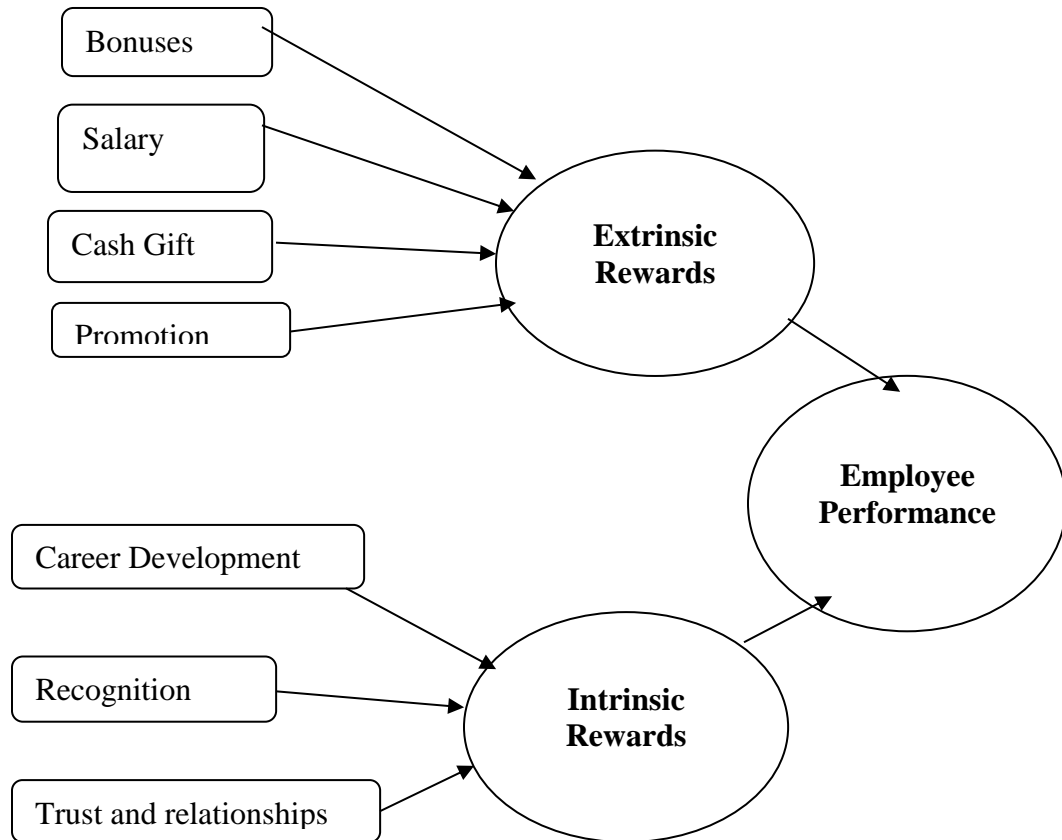 Bonuses
Salary
Cash Gift
Promotion
Extrinsic
Rewards
Employee
Performance
Career Development
Recognition
Trust and relationships
Intrinsic
Rewards